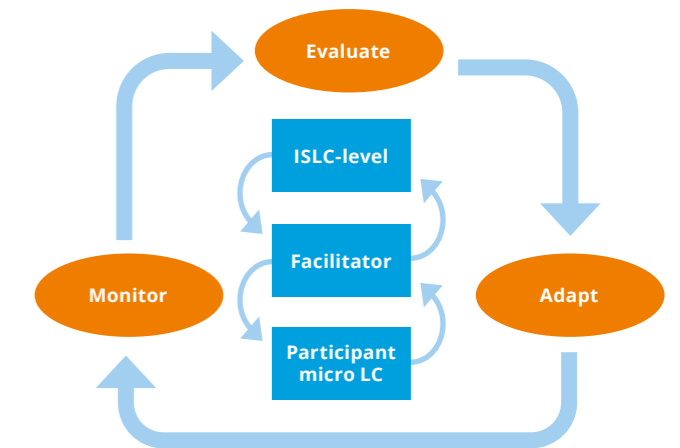 Evaluate
ISLC-level
Facilitator
Monitor
Adapt
Participant
micro LC